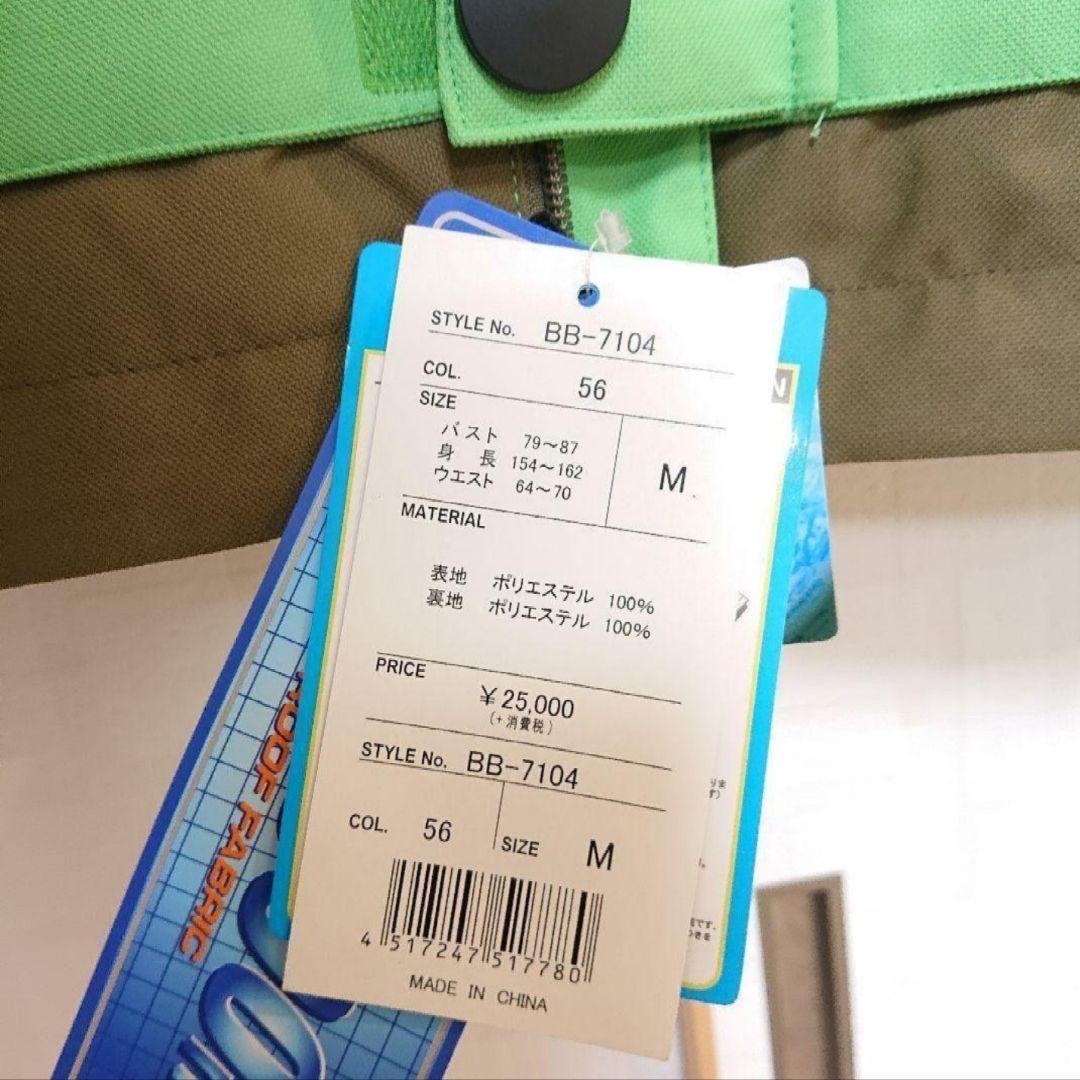 STYLE No. BB-7104
COL. 56
SIZE
バスト 79～87
身 長 154～162
ウエスト 64～70
M
MATERIAL
表地 ポリエステル 100%
裏地 ポリエステル 100%
PRICE
¥25,000
(+消費税)
STYLE No. BB-7104
COL. 56 SIZE M
4 517247 517780
MADE IN CHINA
ROOF FABRIC
N